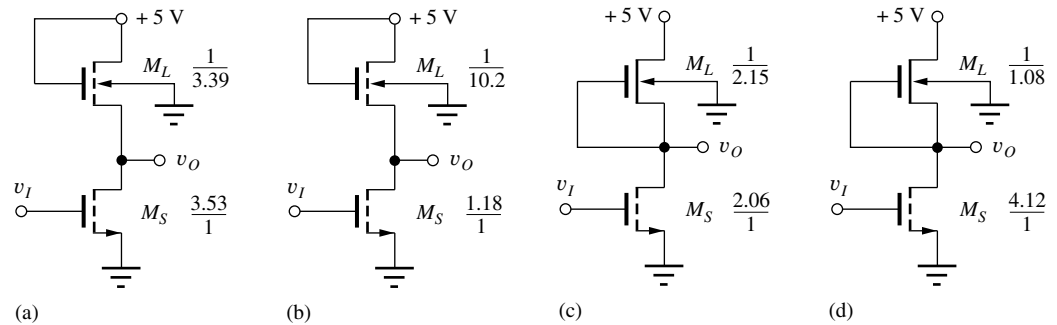 + 5 V
M_L 1/3.39
v_O
v_I
M_S 3.53/1
(a)
+ 5 V
M_L 1/10.2
v_O
v_I
M_S 1.18/1
(b)
+ 5 V
M_L 1/2.15
v_O
v_I
M_S 2.06/1
(c)
+ 5 V
M_L 1/1.08
v_O
v_I
M_S 4.12/1
(d)